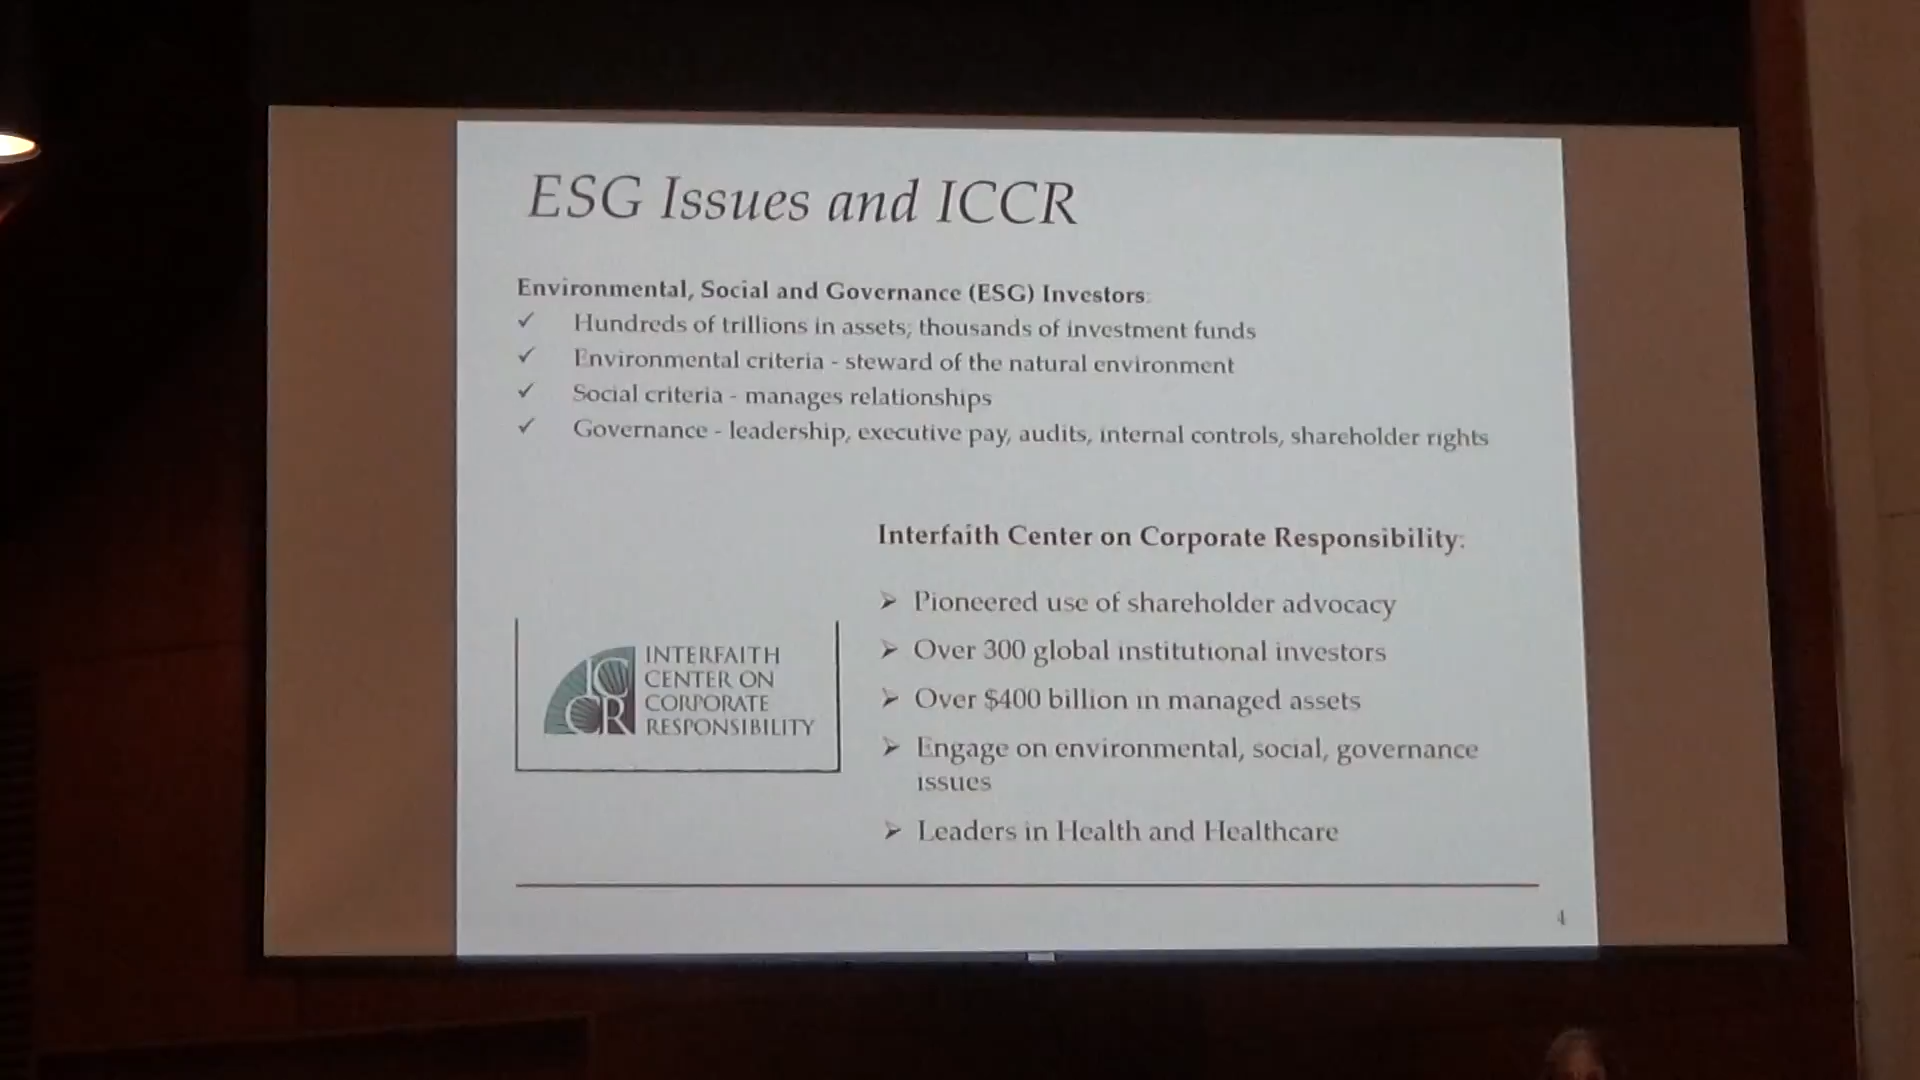 ESG Issues and ICCR
Environmental, Social and Governance (ESG) Investors:
✓ Hundreds of trillions in assets; thousands of investment funds
✓ Environmental criteria - steward of the natural environment
✓ Social criteria - manages relationships
✓ Governance - leadership, executive pay, audits, internal controls, shareholder rights
IC
CR
INTERFAITH
CENTER ON
CORPORATE
RESPONSIBILITY
Interfaith Center on Corporate Responsibility:
➢ Pioneered use of shareholder advocacy
➢ Over 300 global institutional investors
➢ Over $400 billion in managed assets
➢ Engage on environmental, social, governance
issues
➢ Leaders in Health and Healthcare
4